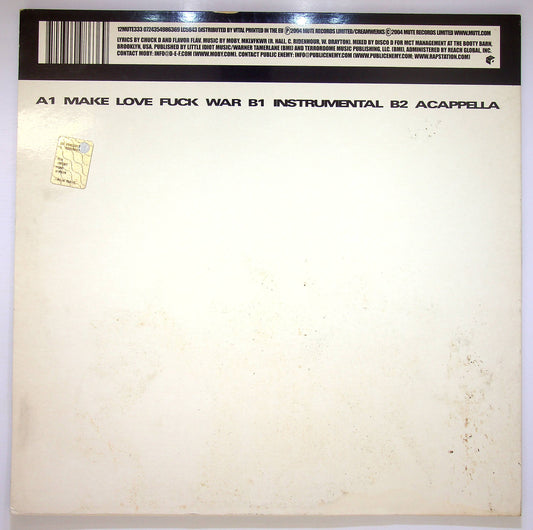 12MUTE333 0724354986369 LC5843 DISTRIBUTED BY VITAL PRINTED IN THE EU Ⓟ2004 MUTE RECORDS LIMITED/CREAMWERKS ©2004 MUTE RECORDS LIMITED WWW.MUTE.COM
LYRICS BY CHUCK D AND FLAVOR FLAV. MUSIC BY MOBY. MKLVFKWR (R. HALL, C. RIDENHOUR, W. DRAYTON). MIXED BY DISCO D FOR MCT MANAGEMENT AT THE BOOTY BARN,
BROOKLYN, USA. PUBLISHED BY LITTLE IDIOT MUSIC/WARNER TAMERLANE (BMI) AND TERRORDOME MUSIC PUBLISHING, LLC. (BMI), ADMINISTERED BY REACH GLOBAL, INC.
CONTACT MOBY: INFO@D-E-F.COM (WWW.MOBY.COM). CONTACT PUBLIC ENEMY: INFO@PUBLICENEMY.COM (WWW.PUBLICENEMY.COM; WWW.RAPSTATION.COM)
A1 MAKE LOVE FUCK WAR B1 INSTRUMENTAL B2 ACAPPELLA